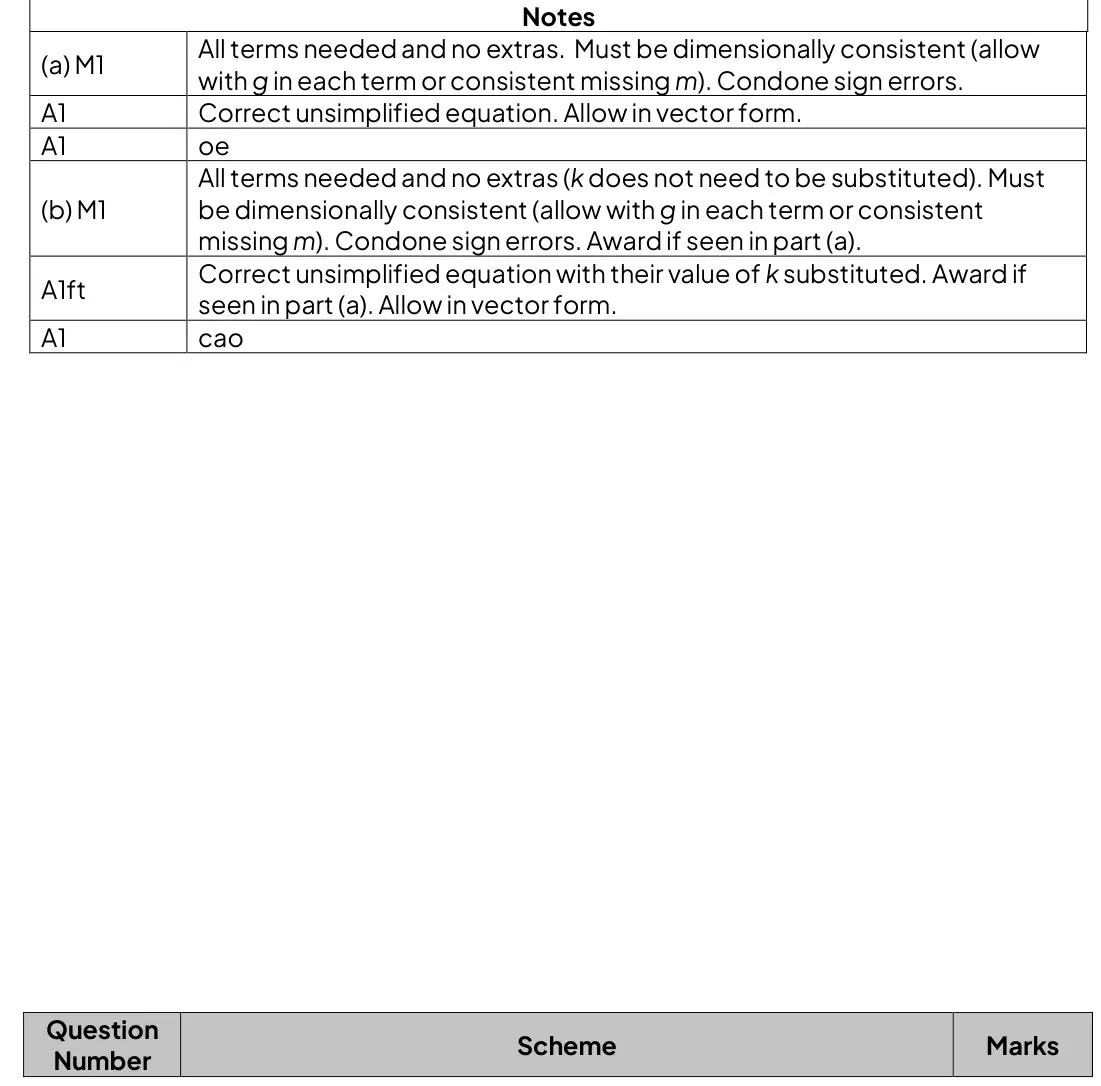 Notes
(a) M1
All terms needed and no extras.  Must be dimensionally consistent (allow
with g in each term or consistent missing m). Condone sign errors.
A1
Correct unsimplified equation. Allow in vector form.
A1
oe
(b) M1
All terms needed and no extras (k does not need to be substituted). Must
be dimensionally consistent (allow with g in each term or consistent
missing m). Condone sign errors. Award if seen in part (a).
A1ft
Correct unsimplified equation with their value of k substituted. Award if
seen in part (a). Allow in vector form.
A1
cao
Question
Number
Scheme
Marks